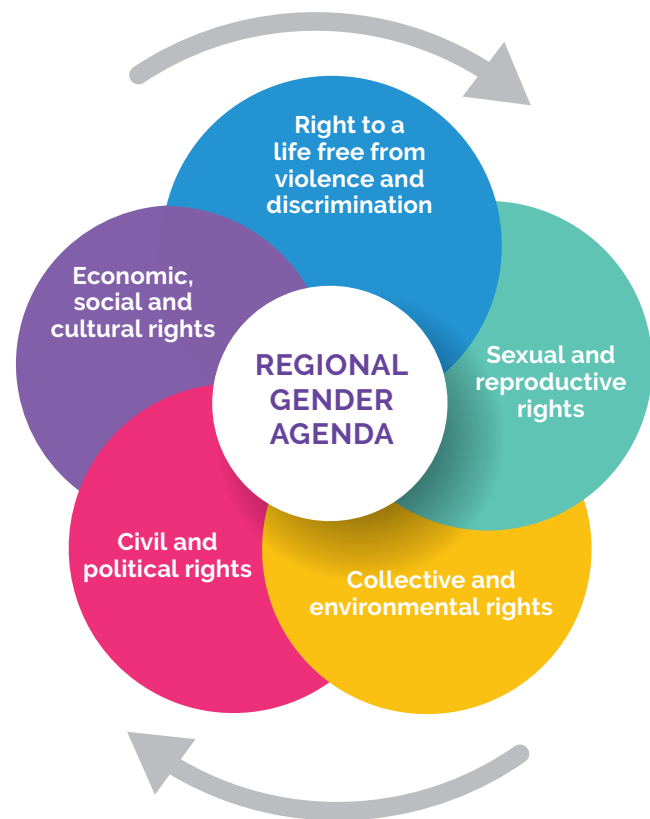 Right to a
life free from
violence and
discrimination
Economic,
social and
cultural rights
REGIONAL
GENDER
AGENDA
Sexual and
reproductive
rights
Civil and
political rights
Collective and
environmental rights